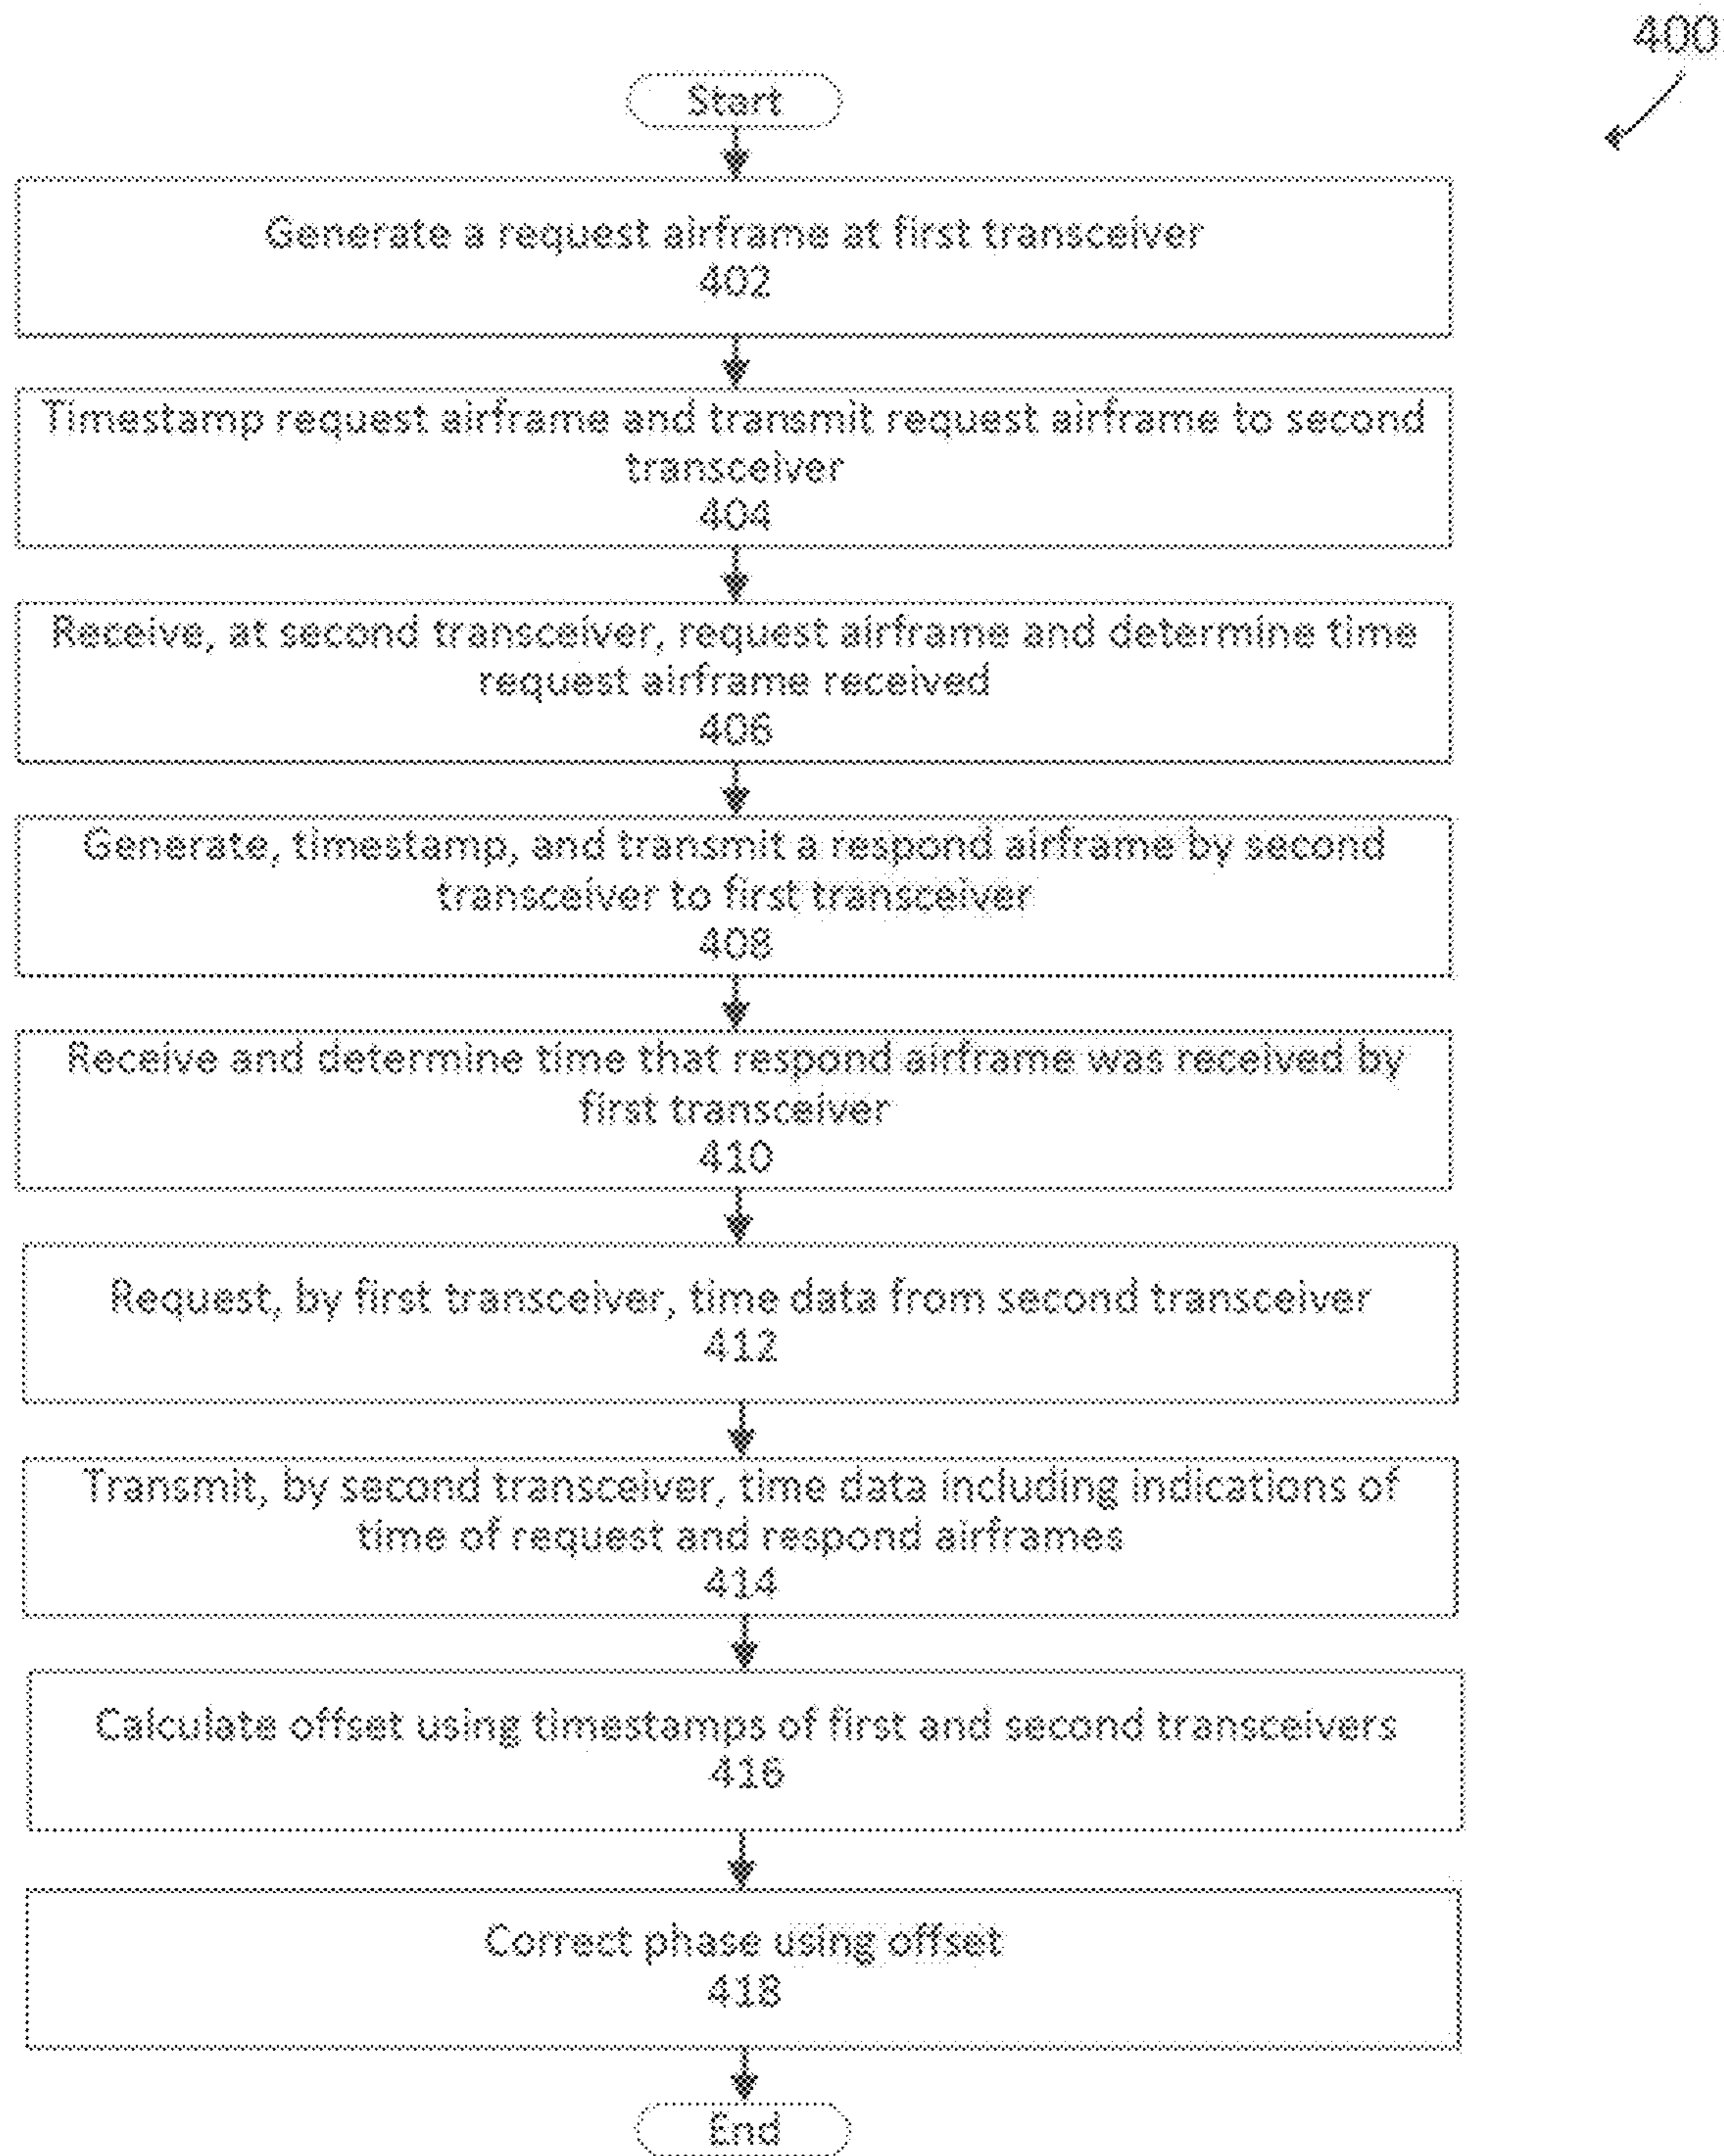 400
Start
Generate a request airframe at first transceiver
402
Timestamp request airframe and transmit request airframe to second
transceiver
404
Receive, at second transceiver, request airframe and determine time
request airframe received
406
Generate, timestamp, and transmit a respond airframe by second
transceiver to first transceiver
408
Receive and determine time that respond airframe was received by
first transceiver
410
Request, by first transceiver, time data from second transceiver
412
Transmit, by second transceiver, time data including indications of
time of request and respond airframes
414
Calculate offset using timestamps of first and second transceivers
416
Correct phase using offset
418
End